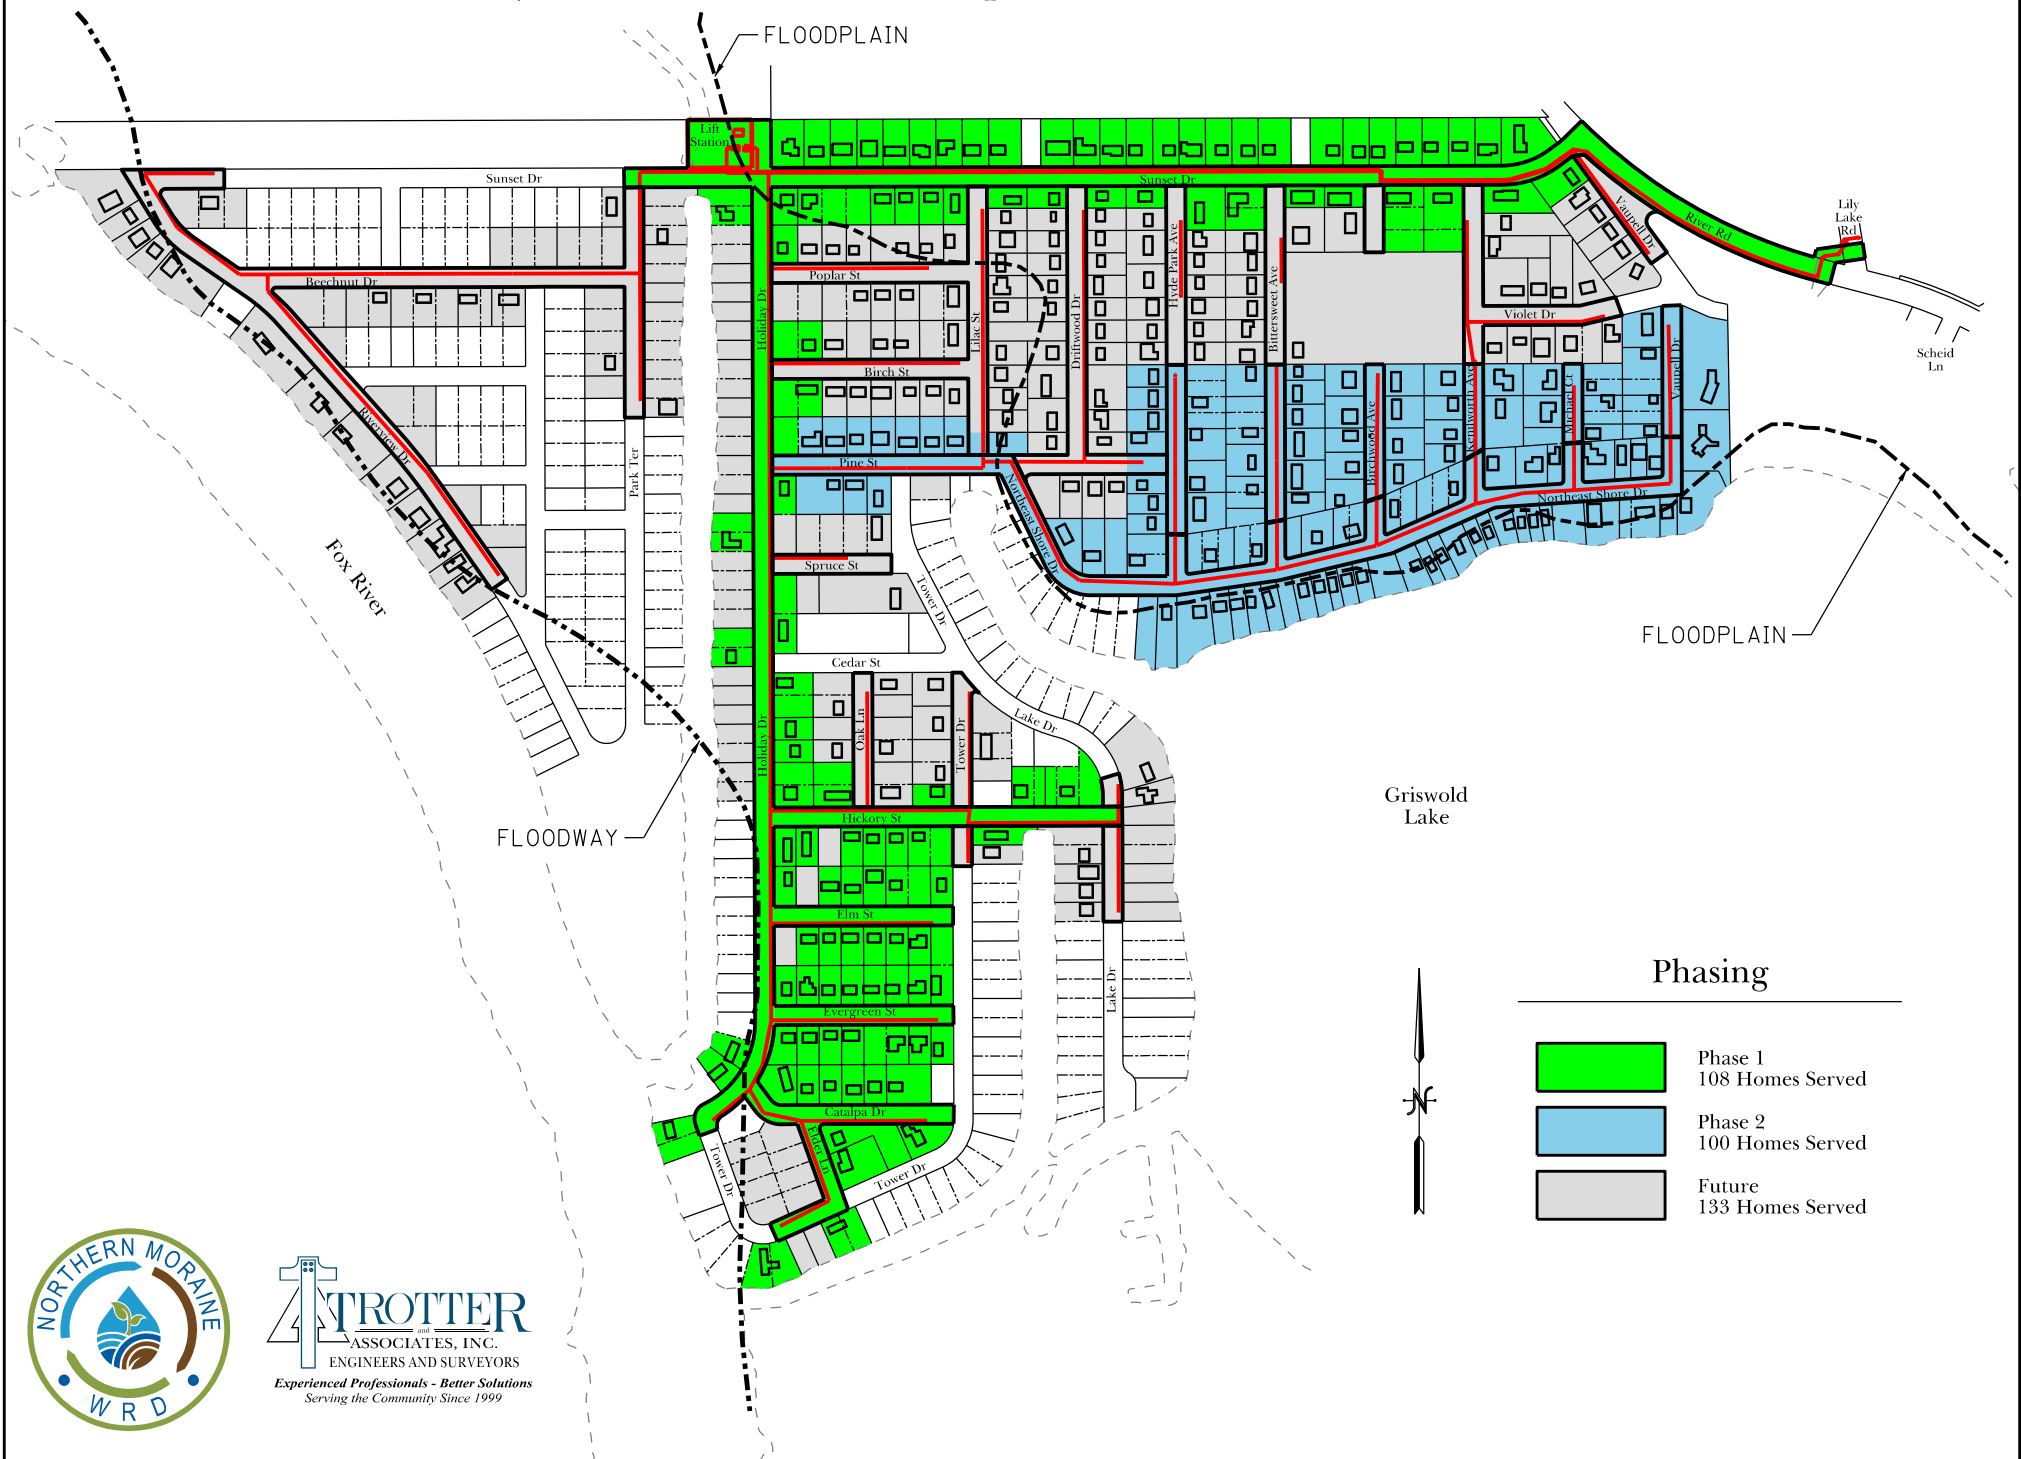 FLOODPLAIN
Lift
Station
Sunset Dr
Sunset Dr
River Rd
Lily
Lake
Rd
Vaupell Dr
Hyde Park Ave
Bittersweet Ave
Beechnut Dr
Poplar St
Holiday Dr
Lilac St
Driftwood Dr
Violet Dr
Scheid
Ln
Birch St
Vaupell Dr
Michael Ct
Kenilworth Ave
Birchwood Ave
Riverview Dr
Park Ter
Pine St
Northeast Shore Dr
Northeast Shore Dr
Fox River
Spruce St
Tower Dr
FLOODPLAIN
Cedar St
Oak Ln
Tower Dr
Lake Dr
Holiday Dr
Griswold
Lake
FLOODWAY
Hickory St
Elm St
Lake Dr
Evergreen St
Catalpa Dr
Elder Ln
Tower Dr
Tower Dr
Phasing
N
Phase 1
108 Homes Served
Phase 2
100 Homes Served
Future
133 Homes Served
NORTHERN MORAINE
WRD
TROTTER
and
ASSOCIATES, INC.
ENGINEERS AND SURVEYORS
Experienced Professionals - Better Solutions
Serving the Community Since 1999